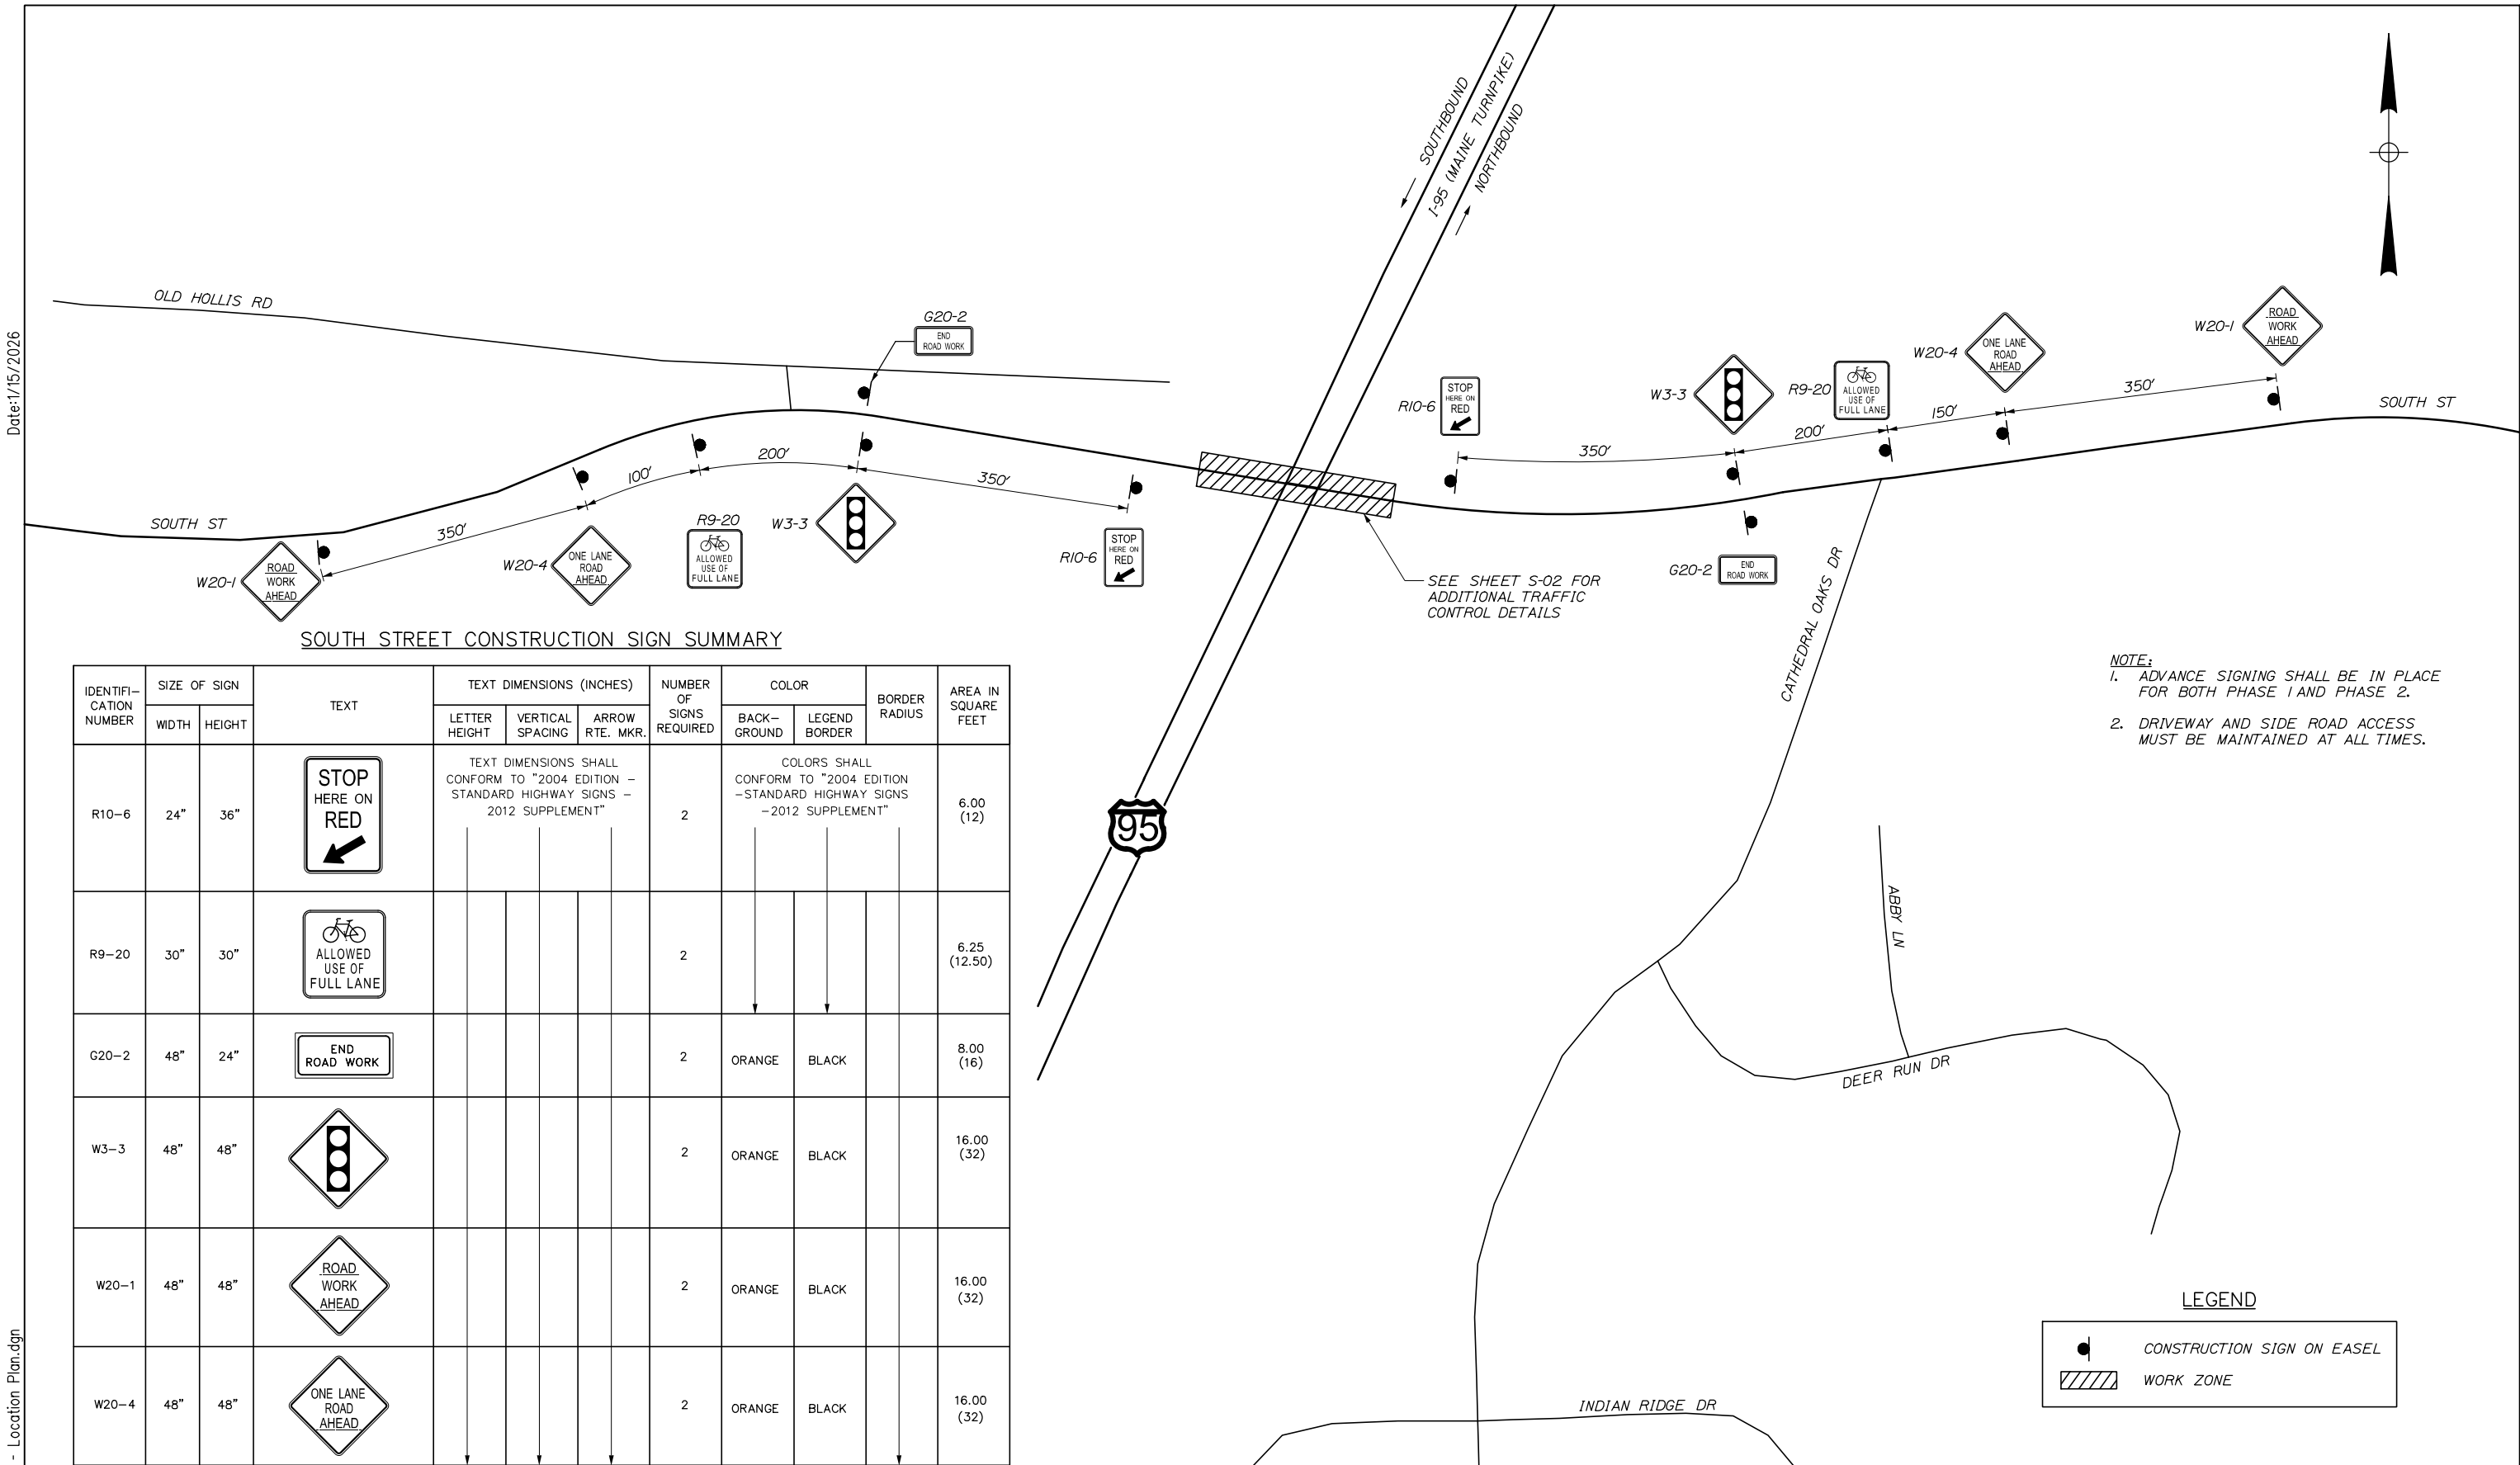 Date:1/15/2026
- Location Plan.dgn
SOUTHBOUND
I-95 (MAINE TURNPIKE)
NORTHBOUND
OLD HOLLIS RD
G20-2
END
ROAD WORK
SOUTH ST
W20-1
ROAD
WORK
AHEAD
350'
W20-4
ONE LANE
ROAD
AHEAD
100'
R9-20
ALLOWED
USE OF
FULL LANE
200'
W3-3
350'
R10-6
STOP
HERE ON
RED
R10-6
STOP
HERE ON
RED
350'
W3-3
200'
R9-20
ALLOWED
USE OF
FULL LANE
150'
W20-4
ONE LANE
ROAD
AHEAD
350'
W20-1
ROAD
WORK
AHEAD
SOUTH ST
G20-2
END
ROAD WORK
SEE SHEET S-02 FOR
ADDITIONAL TRAFFIC
CONTROL DETAILS
CATHEDRAL OAKS DR
NOTE:
1. ADVANCE SIGNING SHALL BE IN PLACE
FOR BOTH PHASE 1 AND PHASE 2.
2. DRIVEWAY AND SIDE ROAD ACCESS
MUST BE MAINTAINED AT ALL TIMES.
95
ABBY LN
DEER RUN DR
INDIAN RIDGE DR
LEGEND
CONSTRUCTION SIGN ON EASEL
WORK ZONE
SOUTH STREET CONSTRUCTION SIGN SUMMARY
IDENTIFI-
CATION
NUMBER
SIZE OF SIGN
WIDTH HEIGHT
TEXT
TEXT DIMENSIONS (INCHES)
LETTER
HEIGHT
VERTICAL
SPACING
ARROW
RTE. MKR.
NUMBER
OF
SIGNS
REQUIRED
COLOR
BACK-
GROUND
LEGEND
BORDER
BORDER
RADIUS
AREA IN
SQUARE
FEET
R10-6 24" 36"
STOP
HERE ON
RED
TEXT DIMENSIONS SHALL
CONFORM TO "2004 EDITION -
STANDARD HIGHWAY SIGNS -
2012 SUPPLEMENT"
2
COLORS SHALL
CONFORM TO "2004 EDITION
-STANDARD HIGHWAY SIGNS
-2012 SUPPLEMENT"
6.00
(12)
R9-20 30" 30"
ALLOWED
USE OF
FULL LANE
2
6.25
(12.50)
G20-2 48" 24"
END
ROAD WORK
2 ORANGE BLACK
8.00
(16)
W3-3 48" 48"
2 ORANGE BLACK
16.00
(32)
W20-1 48" 48"
ROAD
WORK
AHEAD
2 ORANGE BLACK
16.00
(32)
W20-4 48" 48"
ONE LANE
ROAD
AHEAD
2 ORANGE BLACK
16.00
(32)